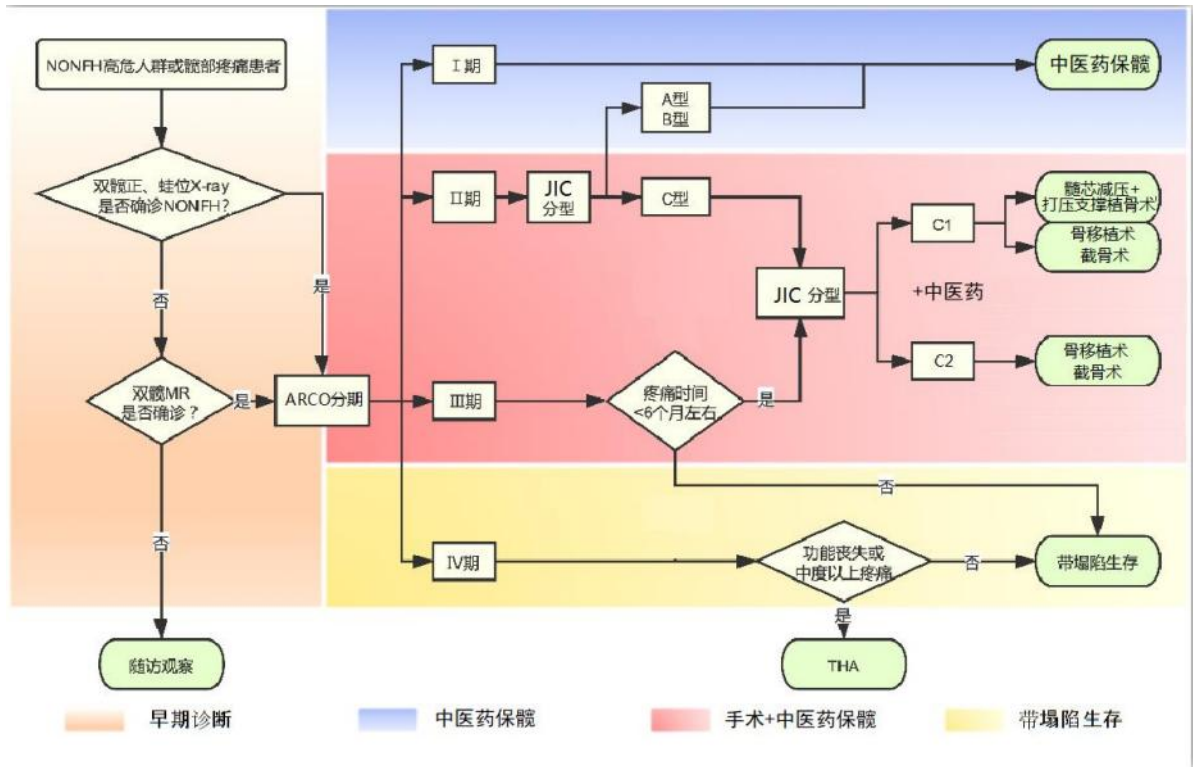 NONFH高危人群或髋部疼痛患者
双髋正、蛙位X-ray
是否确诊NONFH?
否
是
双髋MR
是否确诊？
是
ARCO分期
否
随访观察
Ⅰ期
A型
B型
中医药保髋
Ⅱ期
JIC
分型
C型
JIC 分型
C1
+中医药
C2
髓芯减压+
打压支撑植骨术
骨移植术
截骨术
骨移植术
截骨术
Ⅲ期
疼痛时间
<6个月左右
是
否
Ⅳ期
功能丧失或
中度以上疼痛
否
带塌陷生存
是
THA
早期诊断
中医药保髋
手术+中医药保髋
带塌陷生存